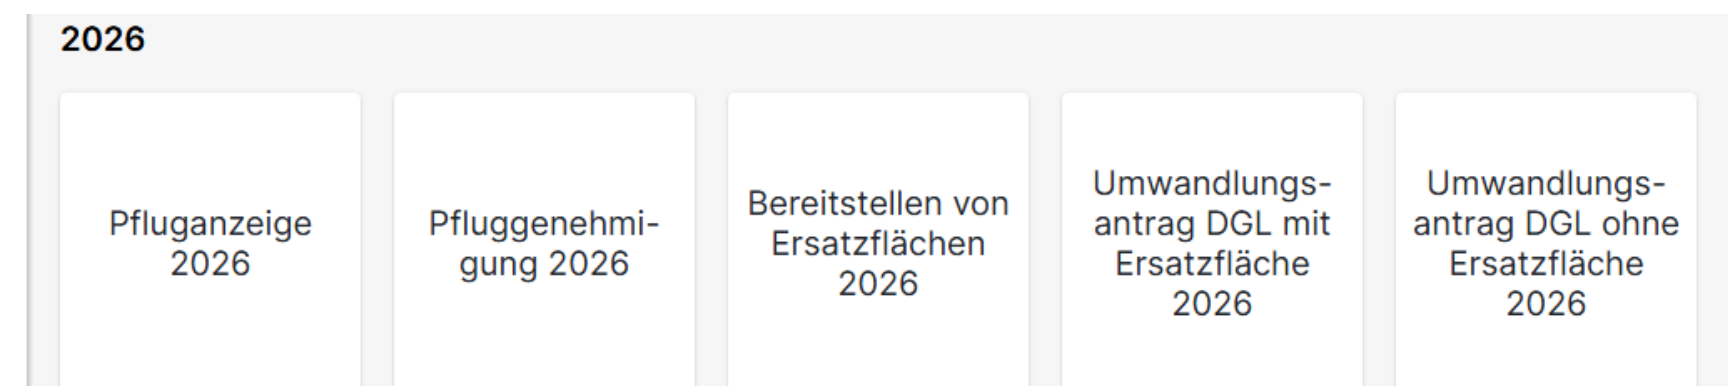 2026
Pfluganzeige
2026
Pfluggenehmi-
gung 2026
Bereitstellen von
Ersatzflächen
2026
Umwandlungs-
antrag DGL mit
Ersatzfläche
2026
Umwandlungs-
antrag DGL ohne
Ersatzfläche
2026